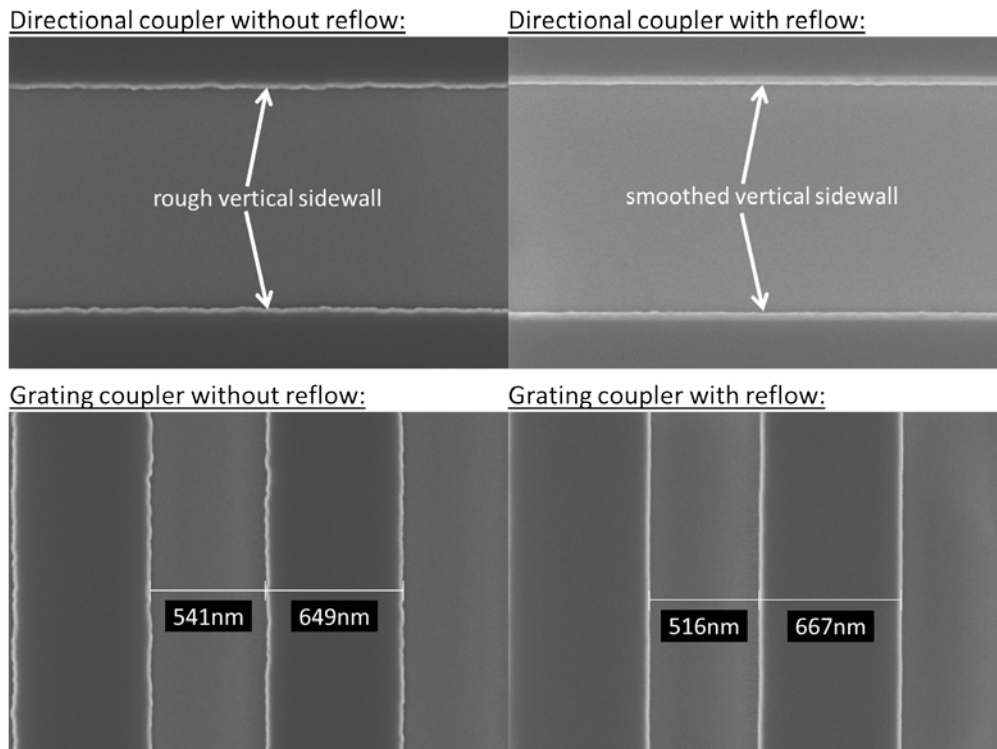 Directional coupler without reflow:
Directional coupler with reflow:
rough vertical sidewall
smoothed vertical sidewall
Grating coupler without reflow:
Grating coupler with reflow:
541nm
649nm
516nm
667nm